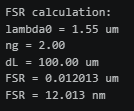 FSR calculation:
lambda0 = 1.55 um
ng = 2.00
dL = 100.00 um
FSR = 0.012013 um
FSR = 12.013 nm